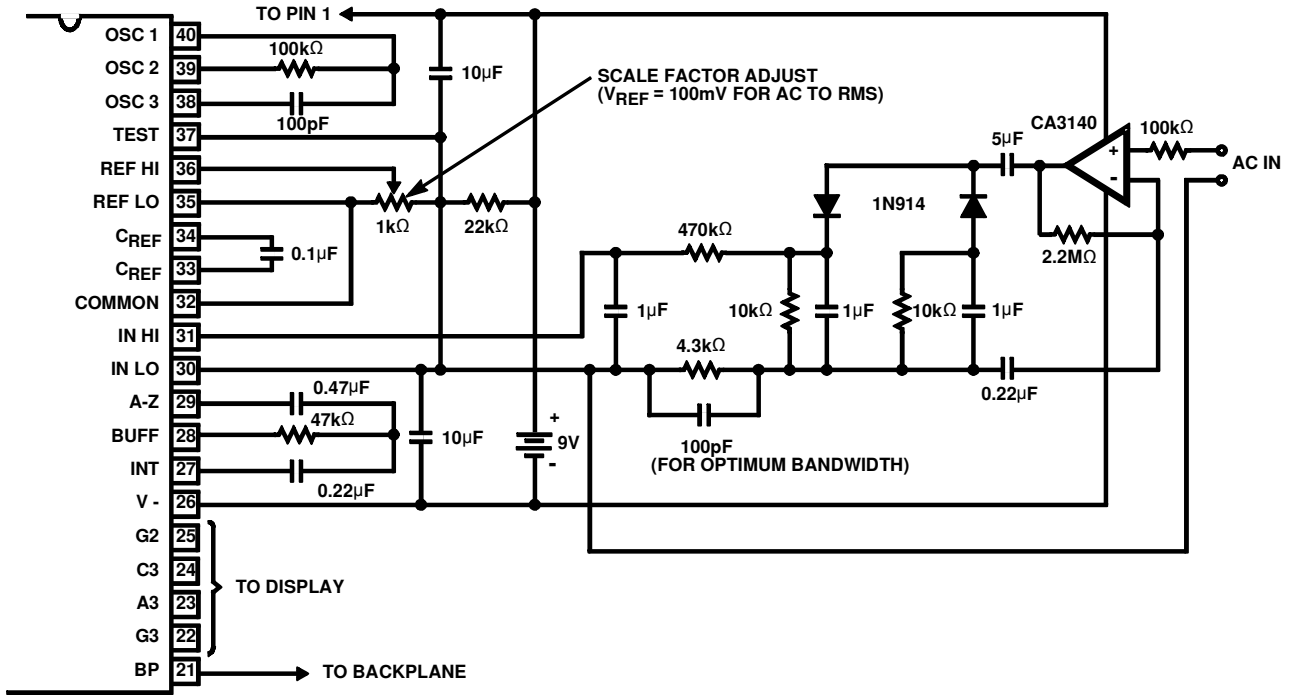 TO PIN 1
OSC 1 40
100kΩ
OSC 2 39
10µF
SCALE FACTOR ADJUST
(VREF = 100mV FOR AC TO RMS)
OSC 3 38
100pF
TEST 37
CA3140
100kΩ
5µF
+
-
AC IN
REF HI 36
REF LO 35
1kΩ
22kΩ
1N914
CREF 34
0.1µF
470kΩ
2.2MΩ
CREF 33
COMMON 32
1µF
10kΩ
1µF
10kΩ
1µF
IN HI 31
4.3kΩ
IN LO 30
0.22µF
0.47µF
A-Z 29
47kΩ
BUFF 28
10µF
+
9V
-
100pF
(FOR OPTIMUM BANDWIDTH)
INT 27
0.22µF
V - 26
G2 25
C3 24
TO DISPLAY
A3 23
G3 22
BP 21
TO BACKPLANE